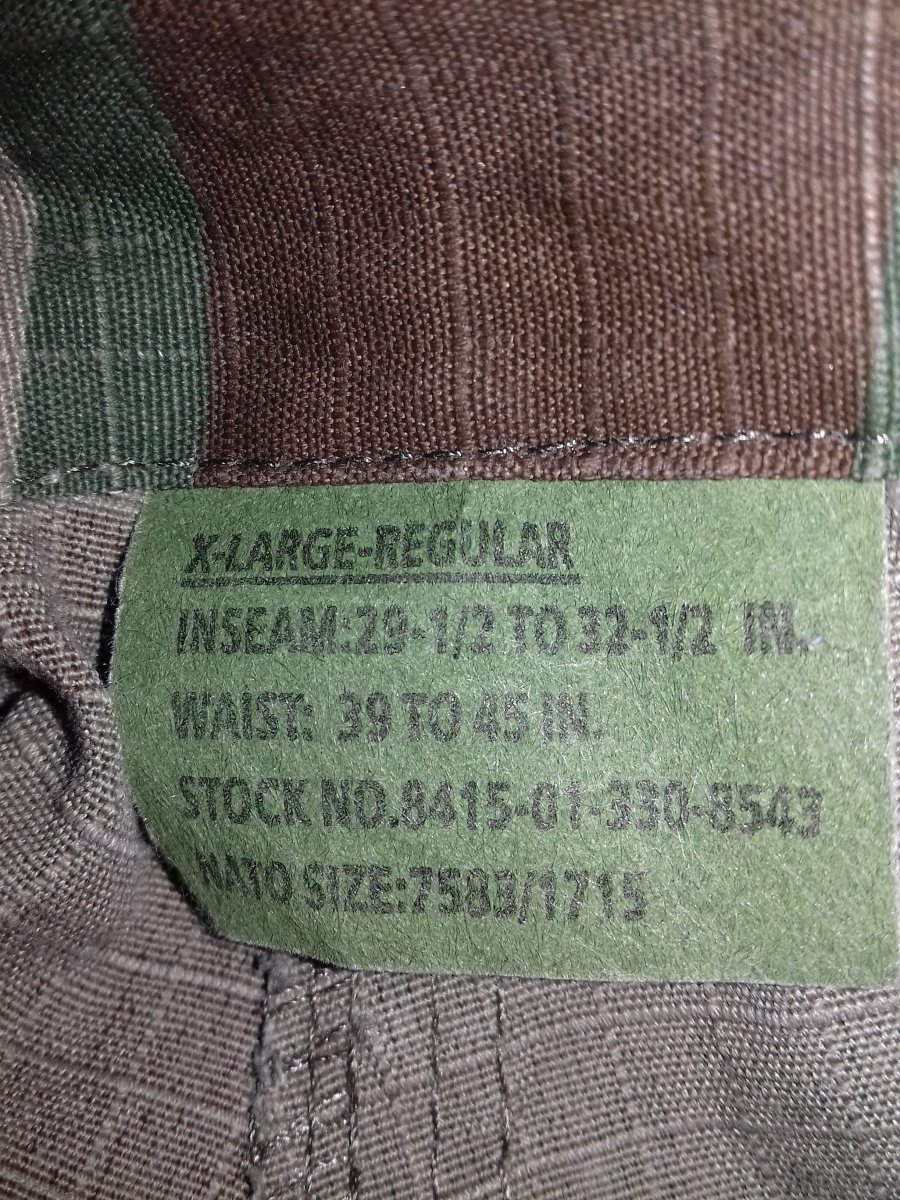 X-LARGE-REGULAR
INSEAM:29-1/2 TO 32-1/2 IN.
WAIST: 39 TO 45 IN.
STOCK NO.8415-01-330-8543
NATO SIZE:7583/1715